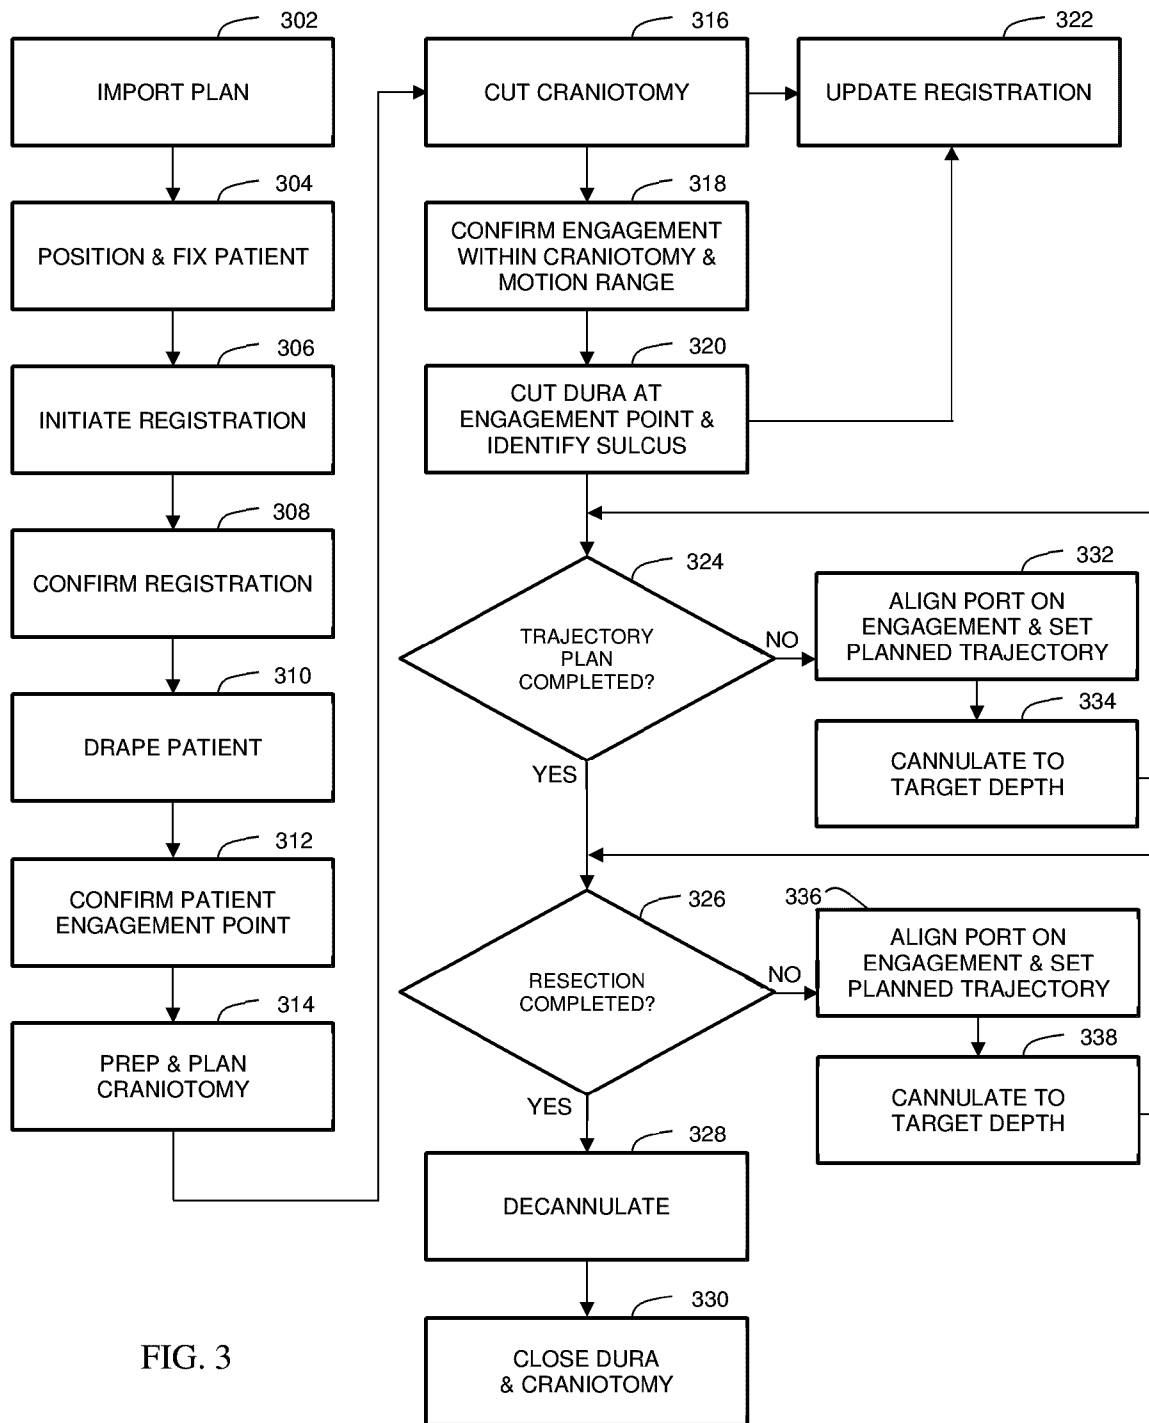 302
IMPORT PLAN
304
POSITION & FIX PATIENT
306
INITIATE REGISTRATION
308
CONFIRM REGISTRATION
310
DRAPE PATIENT
312
CONFIRM PATIENT
ENGAGEMENT POINT
314
PREP & PLAN
CRANIOTOMY
316
CUT CRANIOTOMY
318
CONFIRM ENGAGEMENT
WITHIN CRANIOTOMY &
MOTION RANGE
320
CUT DURA AT
ENGAGEMENT POINT &
IDENTIFY SULCUS
322
UPDATE REGISTRATION
324
TRAJECTORY
PLAN
COMPLETED?
NO
YES
332
ALIGN PORT ON
ENGAGEMENT & SET
PLANNED TRAJECTORY
334
CANNULATE TO
TARGET DEPTH
326
RESECTION
COMPLETED?
NO
YES
336
ALIGN PORT ON
ENGAGEMENT & SET
PLANNED TRAJECTORY
338
CANNULATE TO
TARGET DEPTH
328
DECANNULATE
330
CLOSE DURA
& CRANIOTOMY
FIG. 3